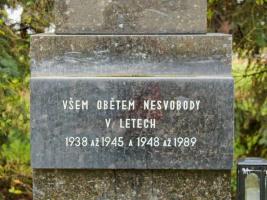 VŠEM OBĚTEM NESVOBODY
V LETECH
1938 AŽ 1945 A 1948 AŽ 1989